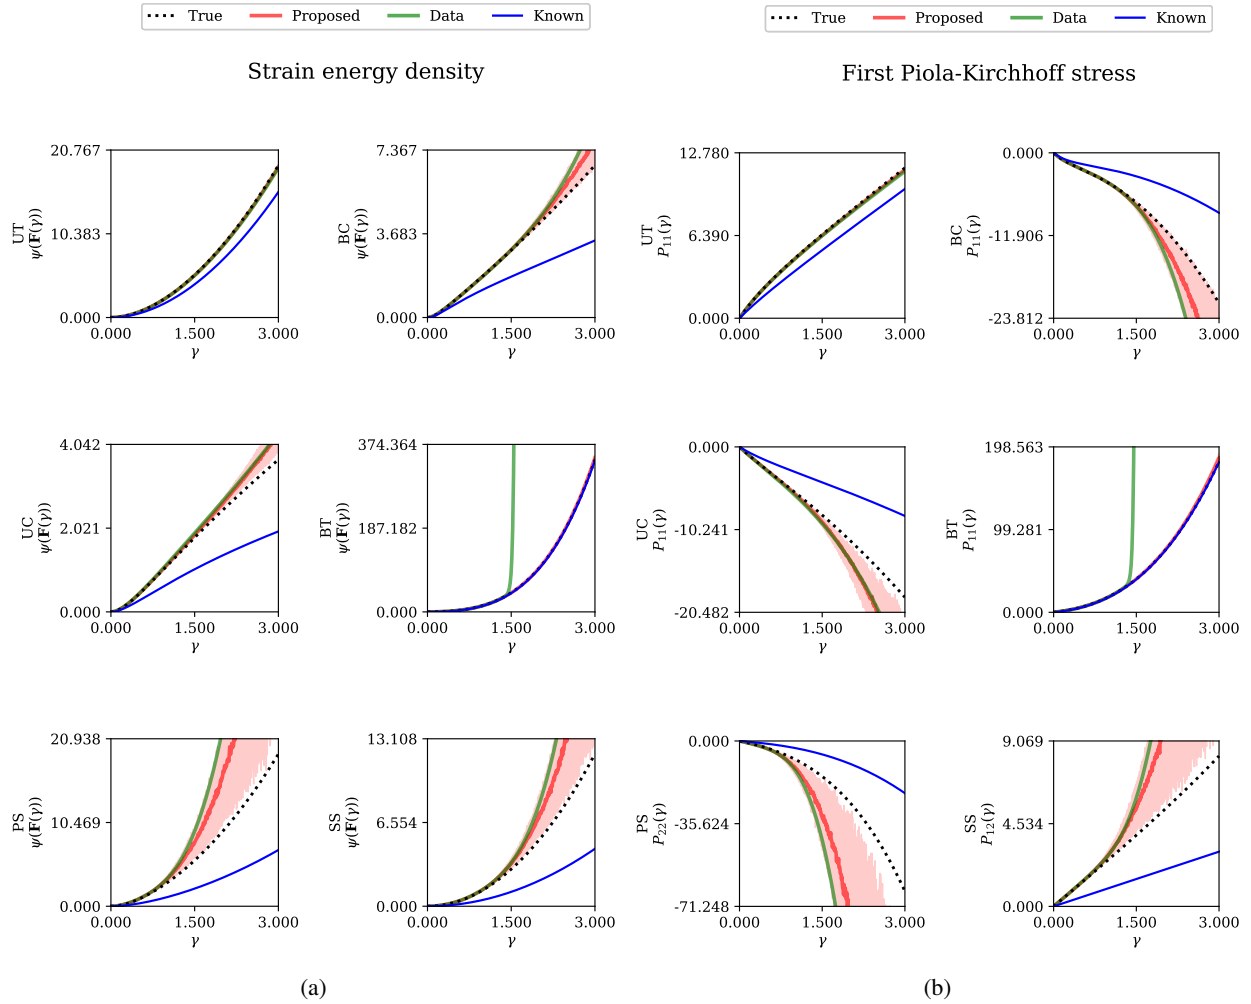 True Proposed Data Known
True Proposed Data Known
Strain energy density
First Piola-Kirchhoff stress
UT
ψ(F(γ))
20.767
10.383
0.000
0.000 1.500 3.000
γ
BC
ψ(F(γ))
7.367
3.683
0.000
0.000 1.500 3.000
γ
UT
P₁₁(γ)
12.780
6.390
0.000
0.000 1.500 3.000
γ
BC
P₁₁(γ)
0.000
-11.906
-23.812
0.000 1.500 3.000
γ
UC
ψ(F(γ))
4.042
2.021
0.000
0.000 1.500 3.000
γ
BT
ψ(F(γ))
374.364
187.182
0.000
0.000 1.500 3.000
γ
UC
P₁₁(γ)
0.000
-10.241
-20.482
0.000 1.500 3.000
γ
BT
P₁₁(γ)
198.563
99.281
0.000
0.000 1.500 3.000
γ
PS
ψ(F(γ))
20.938
10.469
0.000
0.000 1.500 3.000
γ
SS
ψ(F(γ))
13.108
6.554
0.000
0.000 1.500 3.000
γ
PS
P₂₂(γ)
0.000
-35.624
-71.248
0.000 1.500 3.000
γ
SS
P₁₂(γ)
9.069
4.534
0.000
0.000 1.500 3.000
γ
(a)
(b)